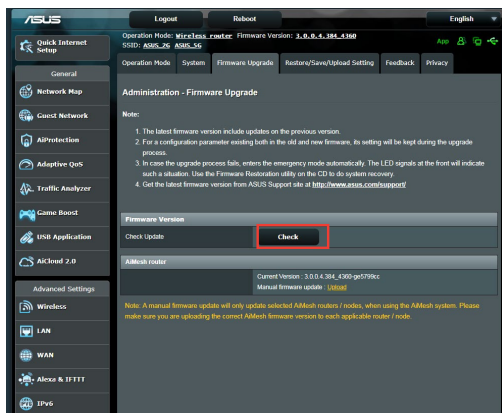 ASUS
Logout
Reboot
English
Quick Internet
Setup
Operation Mode: Wireless router Firmware Version: 3.0.0.4.384_4360
SSID: ASUS_2G ASUS_5G
App
Operation Mode System Firmware Upgrade Restore/Save/Upload Setting Feedback Privacy
General
Network Map
Guest Network
AiProtection
Adaptive QoS
Traffic Analyzer
Game Boost
USB Application
AiCloud 2.0
Advanced Settings
Wireless
LAN
WAN
Alexa & IFTTT
IPv6
Administration - Firmware Upgrade
Note:
1. The latest firmware version include updates on the previous version.
2. For a configuration parameter existing both in the old and new firmware, its setting will be kept during the upgrade
process.
3. In case the upgrade process fails, enters the emergency mode automatically. The LED signals at the front will indicate
such a situation. Use the Firmware Restoration utility on the CD to do system recovery.
4. Get the latest firmware version from ASUS Support site at http://www.asus.com/support/
Firmware Version
Check Update
Check
AiMesh router
Current Version : 3.0.0.4.384_4360-ge5799cc
Manual firmware update : Upload
Note: A manual firmware update will only update selected AiMesh routers / nodes, when using the AiMesh system. Please
make sure you are uploading the correct AiMesh firmware version to each applicable router / node.